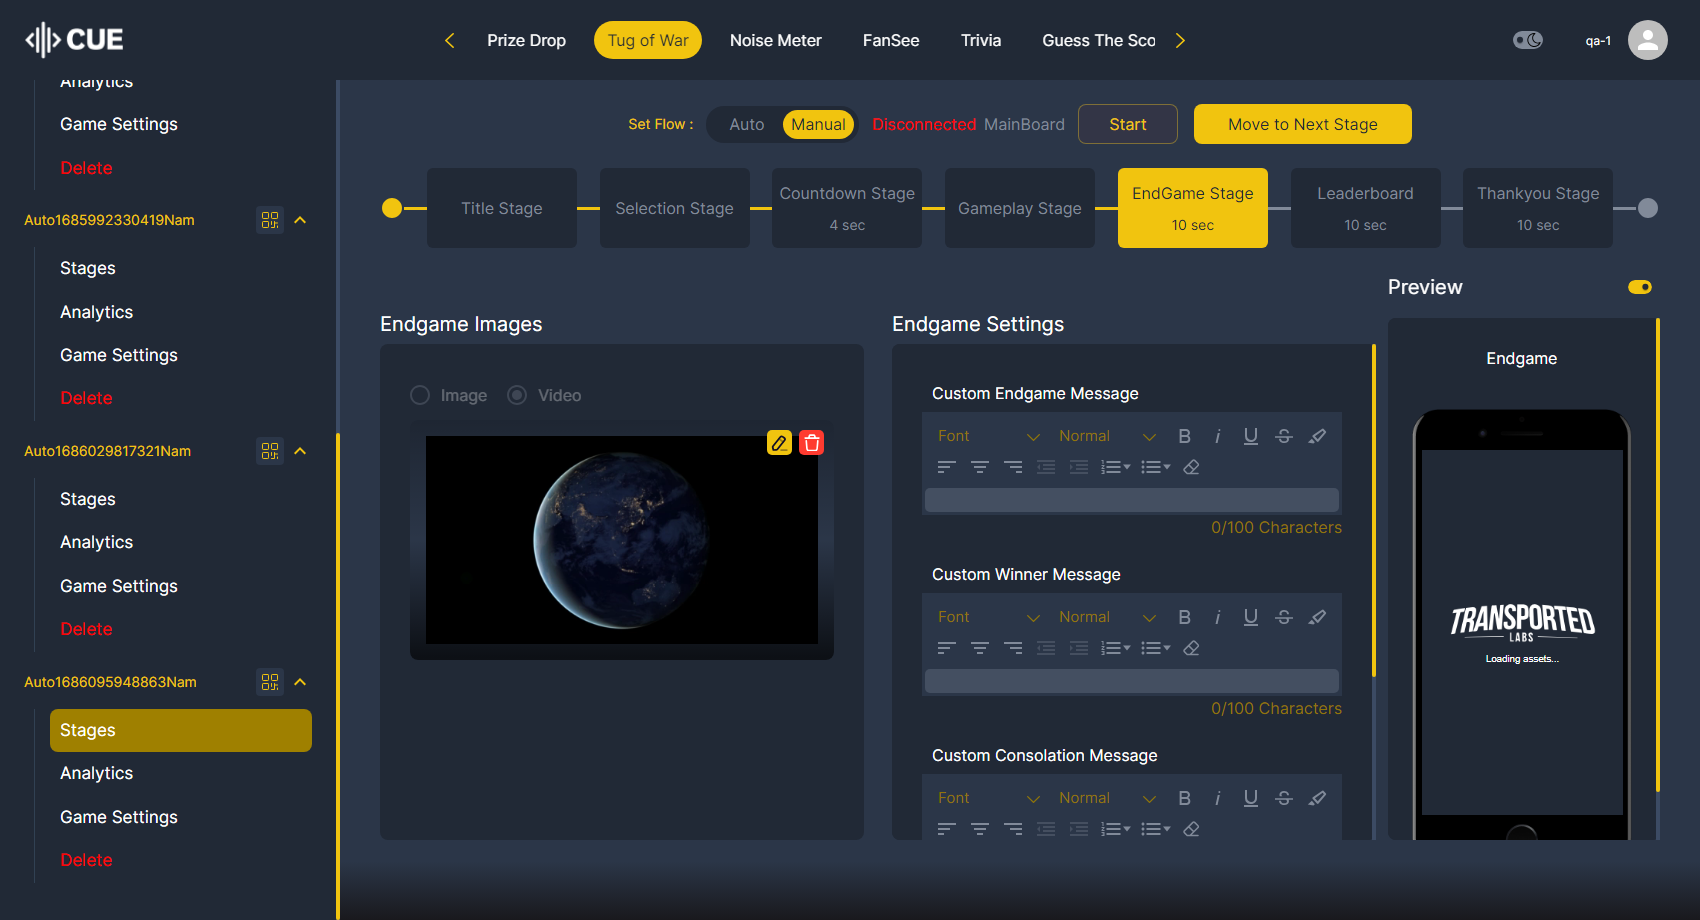 CUE
Prize Drop
Tug of War
Noise Meter
FanSee
Trivia
Guess The Sco
qa-1
Analytics
Game Settings
Delete
Auto1685992330419Nam
Stages
Analytics
Game Settings
Delete
Auto1686029817321Nam
Stages
Analytics
Game Settings
Delete
Auto1686095948863Nam
Stages
Analytics
Game Settings
Delete
Set Flow :
Auto
Manual
Disconnected MainBoard
Start
Move to Next Stage
Title Stage
Selection Stage
Countdown Stage
4 sec
Gameplay Stage
EndGame Stage
10 sec
Leaderboard
10 sec
Thankyou Stage
10 sec
Endgame Images
Image
Video
Endgame Settings
Custom Endgame Message
Font
Normal
B
i
U
S
0/100 Characters
Custom Winner Message
Font
Normal
B
i
U
S
0/100 Characters
Custom Consolation Message
Font
Normal
B
i
U
S
Preview
Endgame
TRANSPORTED
LABS
Loading assets...